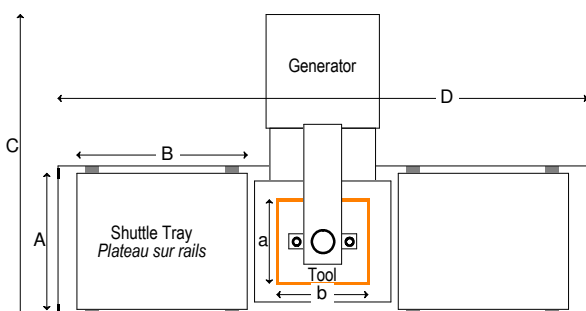 Generator
D
C
B
A
Shuttle Tray
Plateau sur rails
a
Tool
b